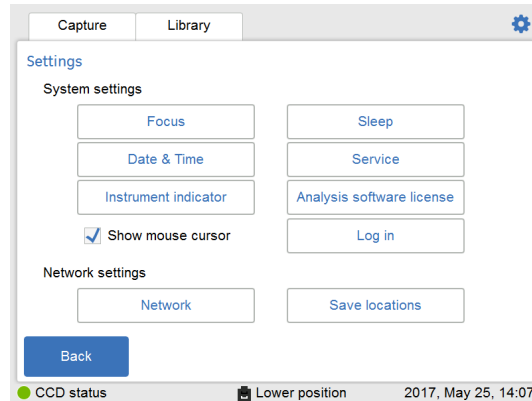 Capture Library
Settings
System settings
Focus Sleep
Date & Time Service
Instrument indicator Analysis software license
Show mouse cursor Log in
Network settings
Network Save locations
Back
CCD status Lower position 2017, May 25, 14:07